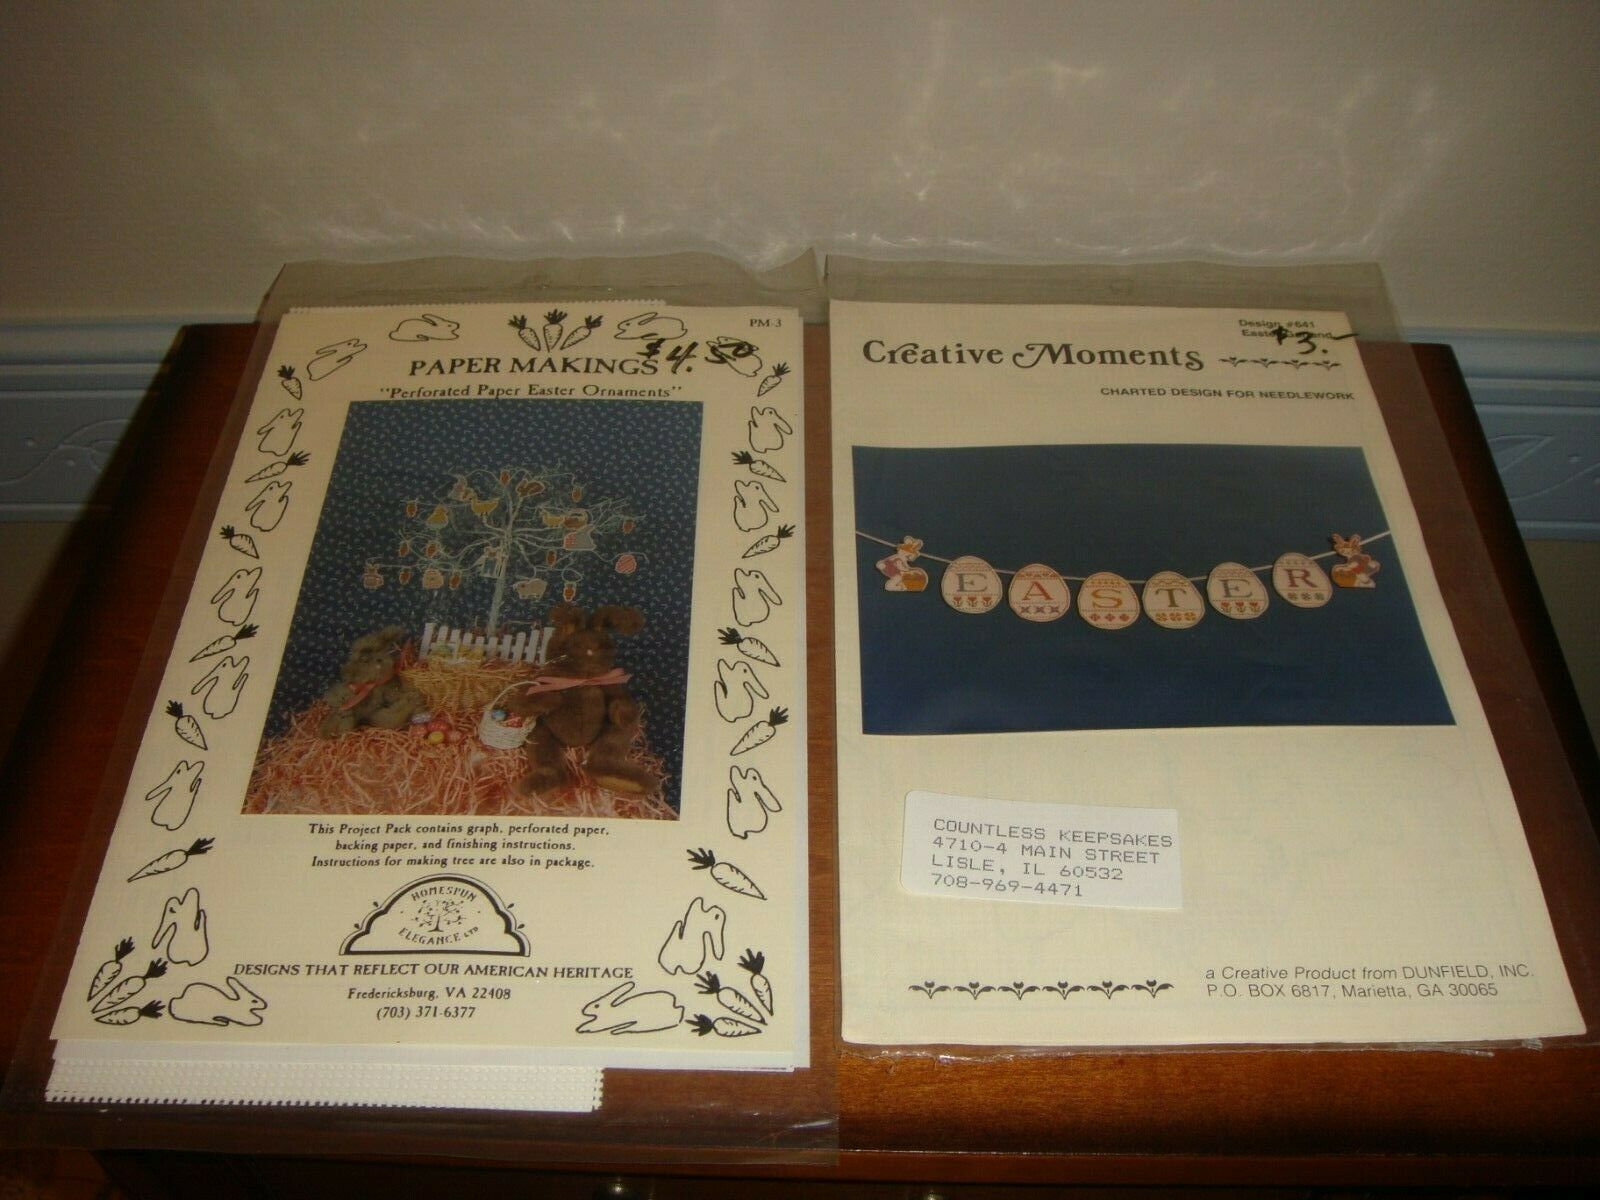 PM-3
PAPER MAKINGS
$4.50
"Perforated Paper Easter Ornaments"
This Project Pack contains graph, perforated paper,
backing paper, and finishing instructions.
Instructions for making tree are also in package.
HOMESPUN
ELEGANCE LTD
DESIGNS THAT REFLECT OUR AMERICAN HERITAGE
Fredericksburg, VA 22408
(703) 371-6377
Design #641
Easter Garland
$3.
Creative Moments
CHARTED DESIGN FOR NEEDLEWORK
EASTER
COUNTLESS KEEPSAKES
4710-4 MAIN STREET
LISLE, IL 60532
708-969-4471
a Creative Product from DUNFIELD, INC.
P.O. BOX 6817, Marietta, GA 30065